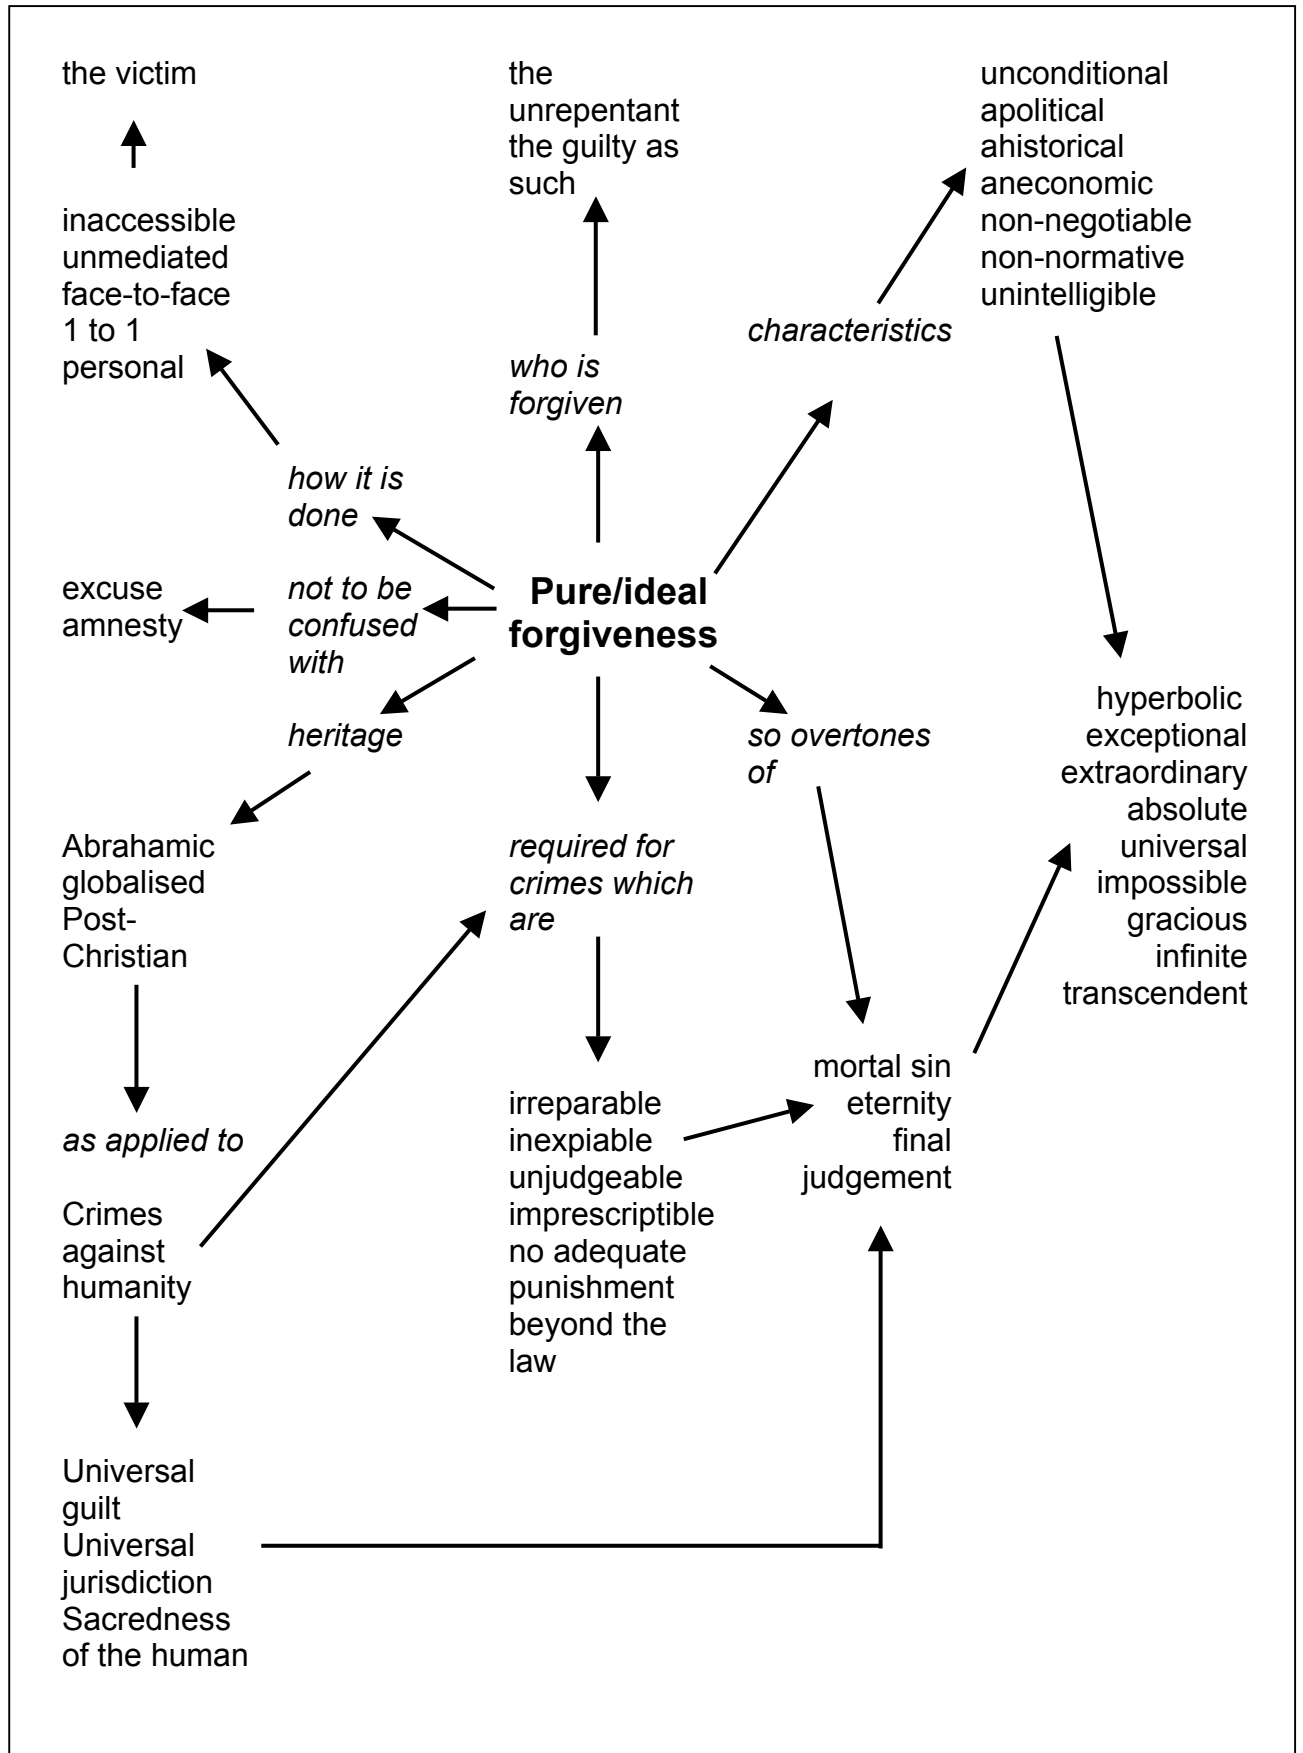 the victim
the
unrepentant
the guilty as
such
unconditional
apolitical
ahistorical
aneconomic
non-negotiable
non-normative
unintelligible
inaccessible
unmediated
face-to-face
1 to 1
personal
characteristics
who is
forgiven
how it is
done
excuse
amnesty
not to be
confused
with
Pure/ideal
forgiveness
heritage
so overtones
of
hyperbolic
exceptional
extraordinary
absolute
universal
impossible
gracious
infinite
transcendent
Abrahamic
globalised
Post-
Christian
required for
crimes which
are
as applied to
irreparable
inexpiable
unjudgeable
imprescriptible
no adequate
punishment
beyond the
law
mortal sin
eternity
final
judgement
Crimes
against
humanity
Universal
guilt
Universal
jurisdiction
Sacredness
of the human